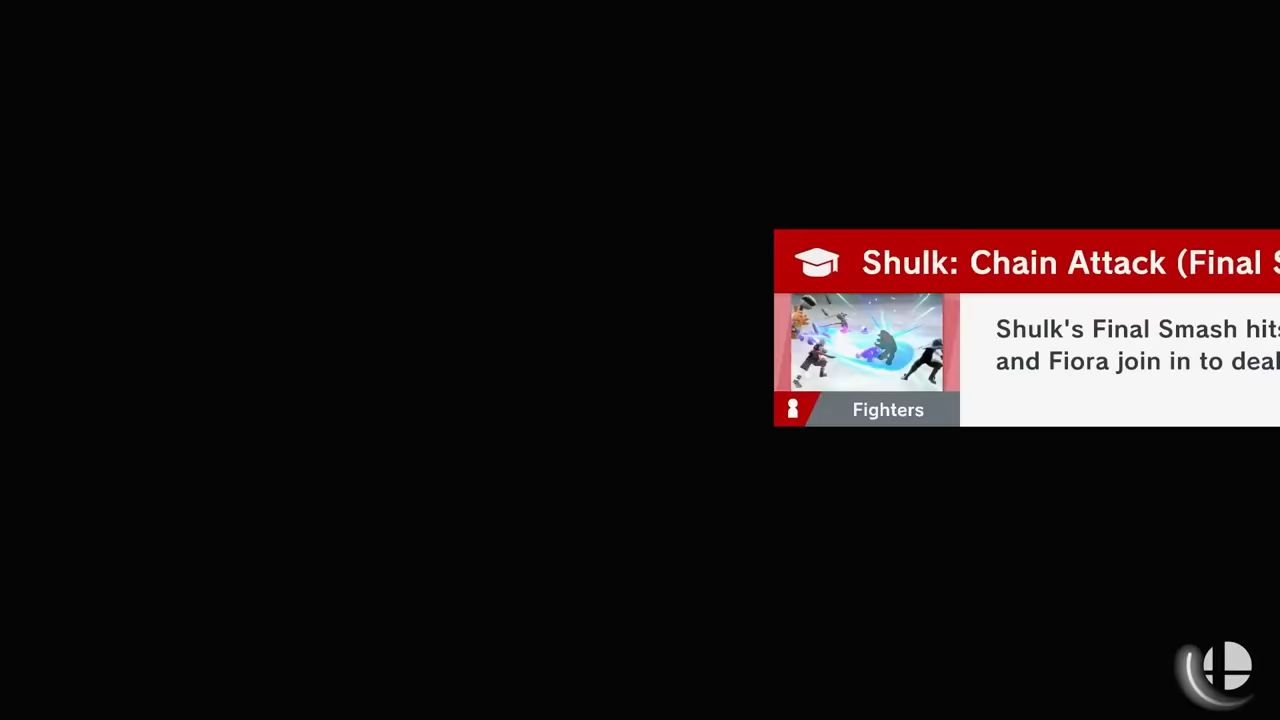 Shulk: Chain Attack (Final
Shulk's Final Smash hits
and Fiora join in to deal
Fighters